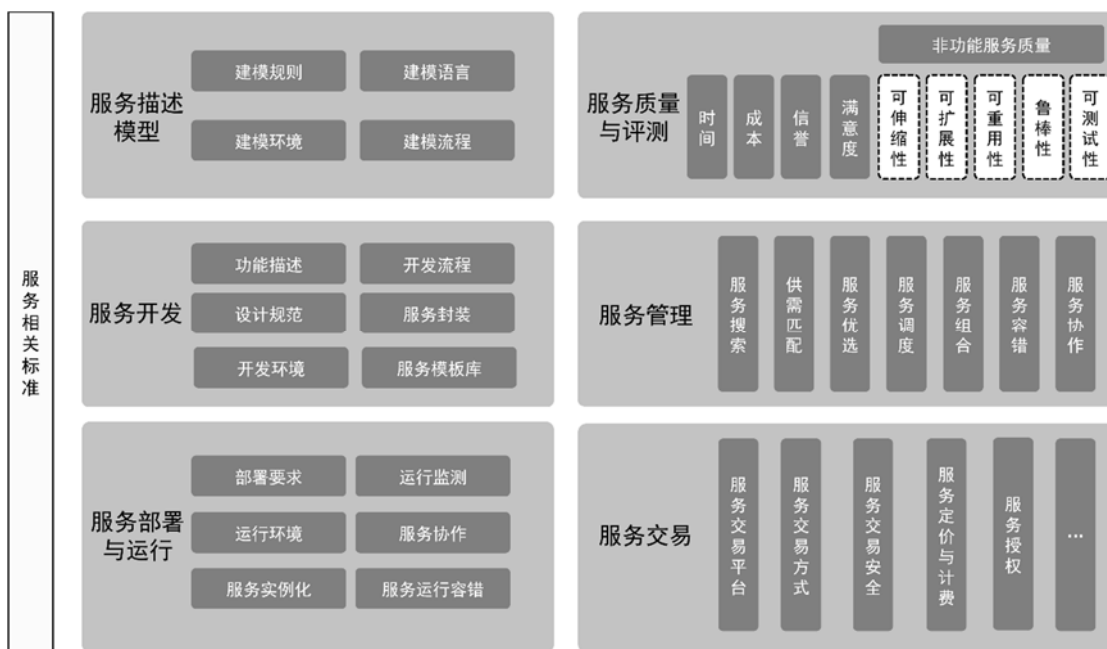 服务相关标准
服务描述
模型
建模规则
建模语言
建模环境
建模流程
服务质量
与评测
时间
成本
信誉
满意度
非功能服务质量
可伸缩性
可扩展性
可重用性
鲁棒性
可测试性
服务开发
功能描述
开发流程
设计规范
服务封装
开发环境
服务模板库
服务管理
服务搜索
供需匹配
服务优选
服务调度
服务组合
服务容错
服务协作
服务部署
与运行
部署要求
运行监测
运行环境
服务协作
服务实例化
服务运行容错
服务交易
服务交易平台
服务交易方式
服务交易安全
服务定价与计费
服务授权
...